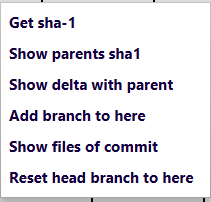 Get sha-1
Show parents sha1
Show delta with parent
Add branch to here
Show files of commit
Reset head branch to here